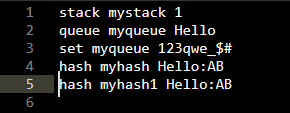 1 stack mystack 1
2 queue myqueue Hello
3 set myqueue 123qwe_$#
4 hash myhash Hello:AB
5 hash myhash1 Hello:AB
6